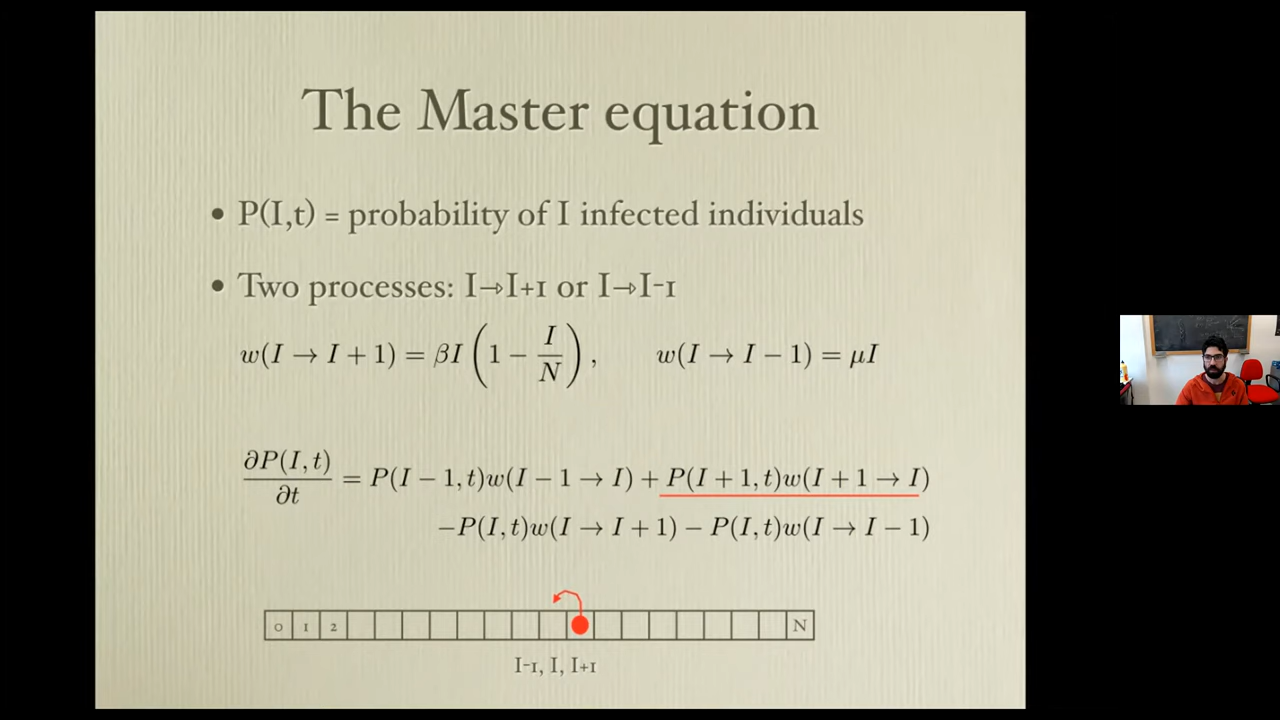 The Master equation
• P(I,t) = probability of I infected individuals
• Two processes: I→I+1 or I→I-1
w(I → I + 1) = βI (1 − I/N),   w(I → I − 1) = μI
∂P(I,t)/∂t = P(I − 1, t)w(I − 1 → I) + P(I + 1, t)w(I + 1 → I)
−P(I, t)w(I → I + 1) − P(I, t)w(I → I − 1)
0 1 2 N
I-1, I, I+1